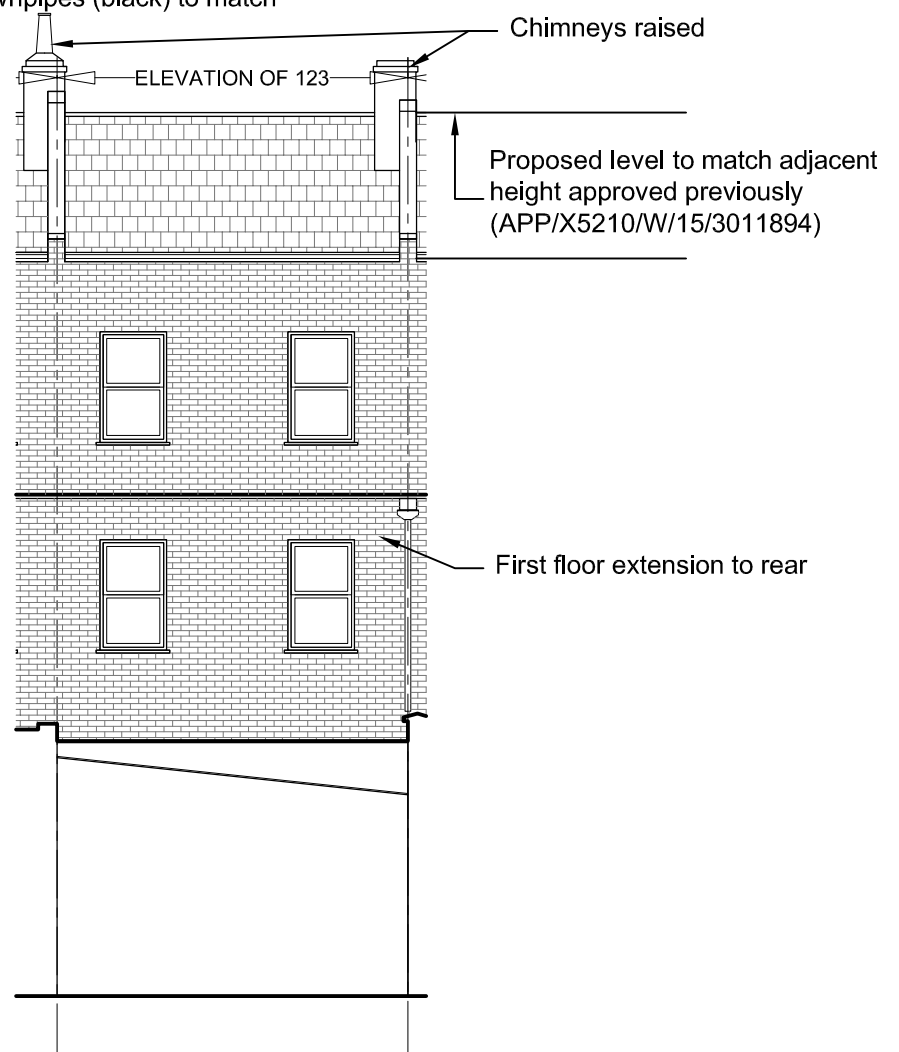 (black) to match
Chimneys raised
ELEVATION OF 123
Proposed level to match adjacent
height approved previously
(APP/X5210/W/15/3011894)
First floor extension to rear